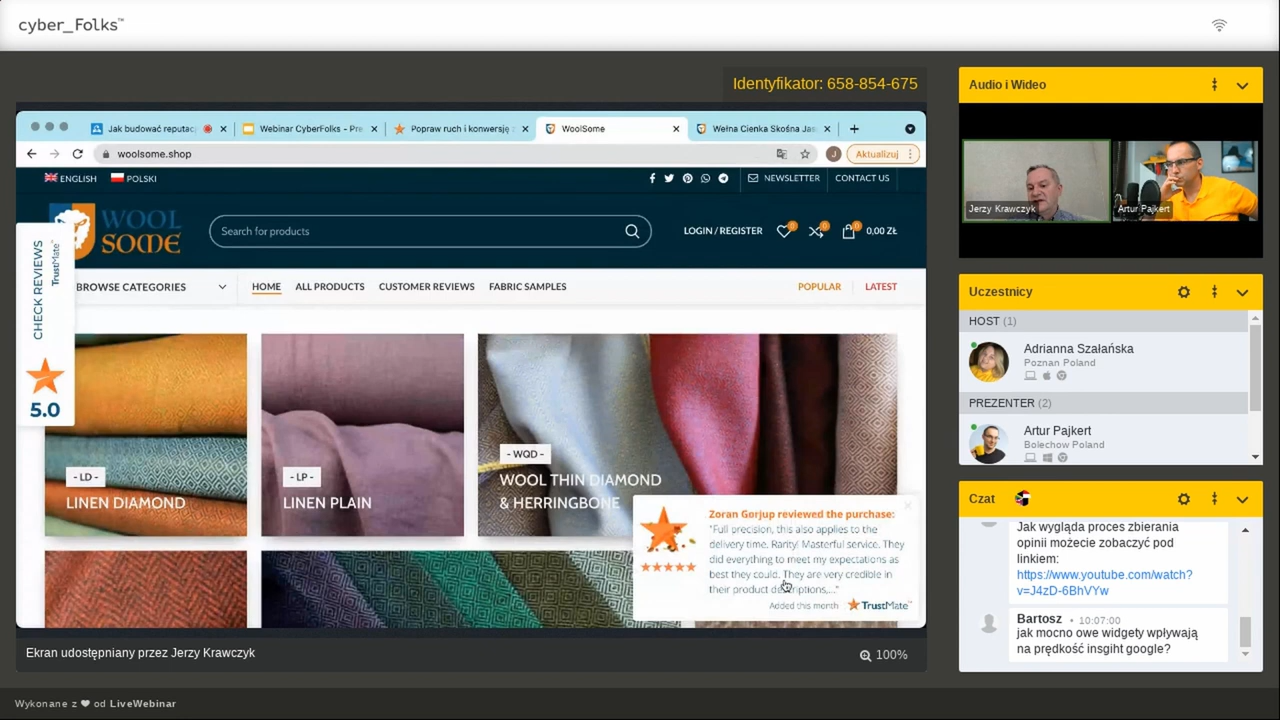 cyber_Folks™
Identyfikator: 658-854-675
Jak budować reputac
Webinar CyberFolks - Pre
Popraw ruch i konwersję z
WoolSome
Wełna Cienka Skośna Jas
woolsome.shop
J
Aktualizuj
ENGLISH
POLSKI
NEWSLETTER
CONTACT US
WOOL
SOME
Search for products
LOGIN / REGISTER
0
0
0
0,00 ZŁ
CHECK REVIEWS
TrustMate™
5.0
BROWSE CATEGORIES
HOME
ALL PRODUCTS
CUSTOMER REVIEWS
FABRIC SAMPLES
POPULAR
LATEST
- LD -
LINEN DIAMOND
- LP -
LINEN PLAIN
- WQD -
WOOL THIN DIAMOND
& HERRINGBONE
Zoran Gorjup reviewed the purchase:
"Full precision, this also applies to the
delivery time. Rarity! Masterful service. They
did everything to meet my expectations as
best they could. They are very credible in
their product descriptions,..."
Added this month
TrustMate™
Ekran udostępniany przez Jerzy Krawczyk
100%
Audio i Wideo
Jerzy Krawczyk
Artur Pajkert
Uczestnicy
HOST (1)
Adrianna Szałańska
Poznan Poland
PREZENTER (2)
Artur Pajkert
Bolechow Poland
Czat
Jak wygląda proces zbierania
opinii możecie zobaczyć pod
linkiem:
https://www.youtube.com/watch?
v=J4zD-6BhVYw
Bartosz • 10:07:00
jak mocno owe widgety wpływają
na prędkość insgiht google?
Wykonane z ❤ od LiveWebinar